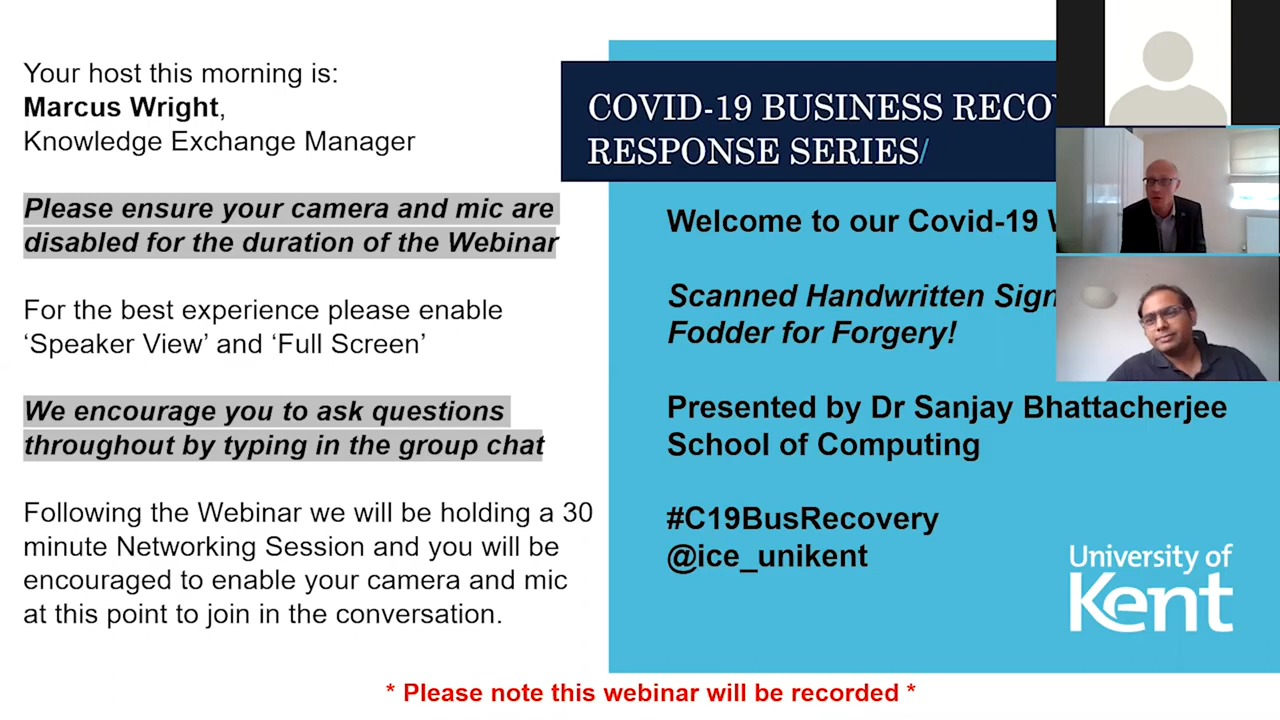 Your host this morning is:
Marcus Wright,
Knowledge Exchange Manager
Please ensure your camera and mic are
disabled for the duration of the Webinar
For the best experience please enable
‘Speaker View’ and ‘Full Screen’
We encourage you to ask questions
throughout by typing in the group chat
Following the Webinar we will be holding a 30
minute Networking Session and you will be
encouraged to enable your camera and mic
at this point to join in the conversation.
COVID-19 BUSINESS
RESPONSE SERIES/
Welcome to our Covid-19
Scanned Handwritten
Fodder for Forgery!
Presented by Dr Sanjay Bhattacherjee
School of Computing
#C19BusRecovery
@ice_unikent
University of
Kent
* Please note this webinar will be recorded *